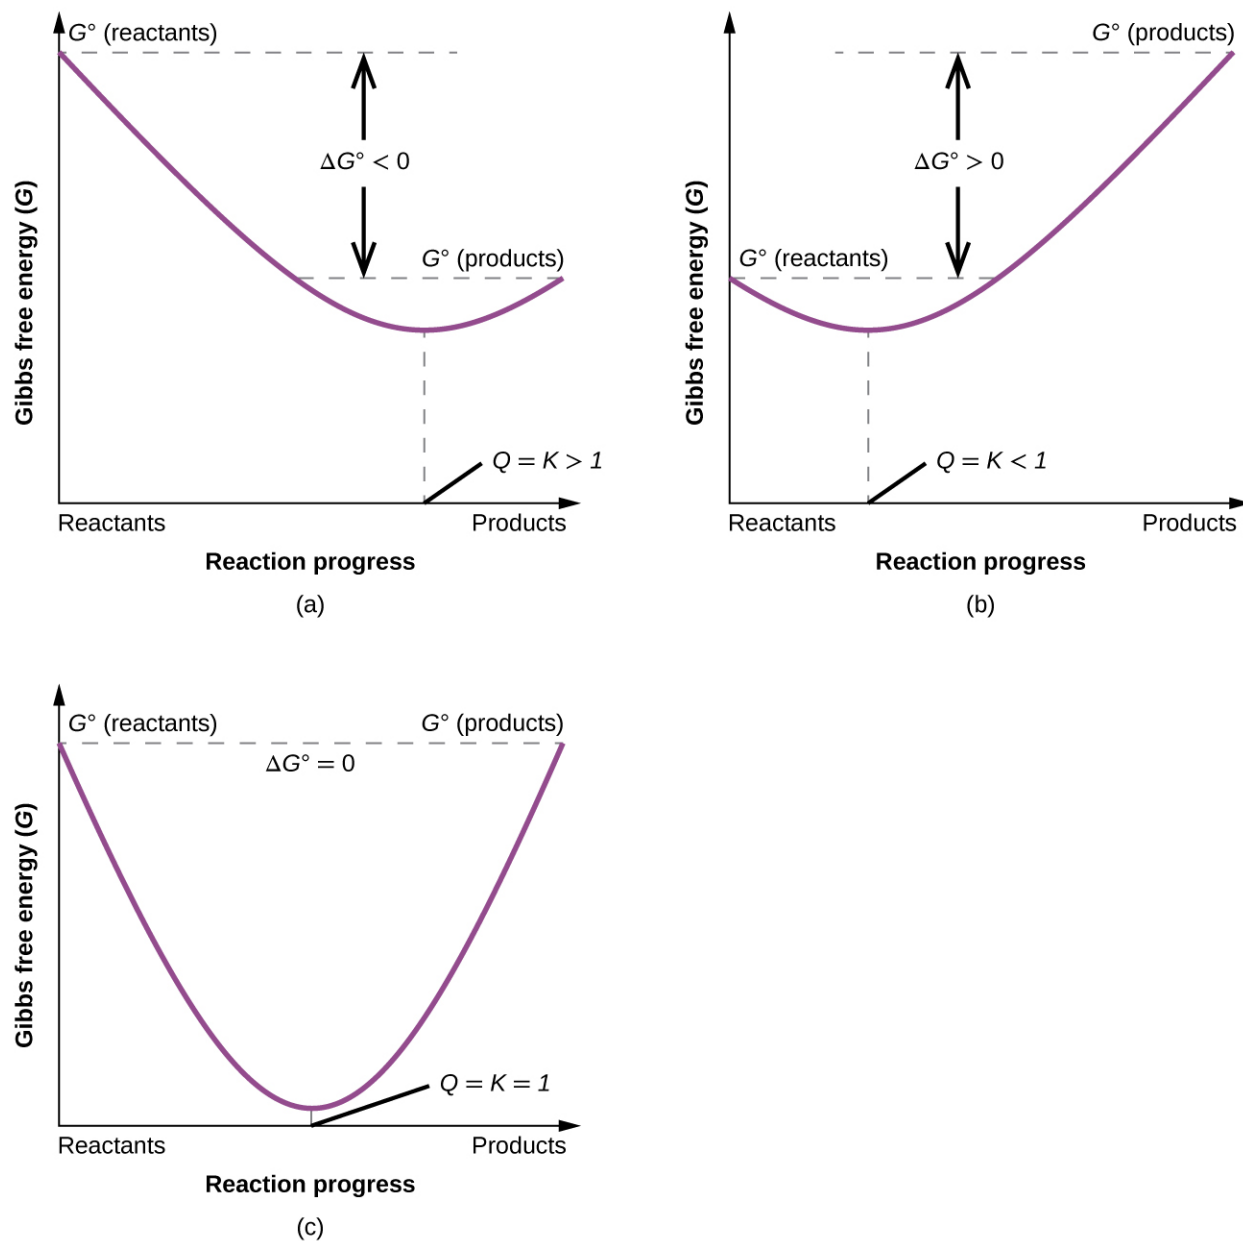 G° (reactants)
ΔG° < 0
G° (products)
Gibbs free energy (G)
Q = K > 1
Reactants
Products
Reaction progress
(a)
G° (products)
ΔG° > 0
G° (reactants)
Gibbs free energy (G)
Q = K < 1
Reactants
Products
Reaction progress
(b)
G° (reactants)
G° (products)
ΔG° = 0
Gibbs free energy (G)
Q = K = 1
Reactants
Products
Reaction progress
(c)